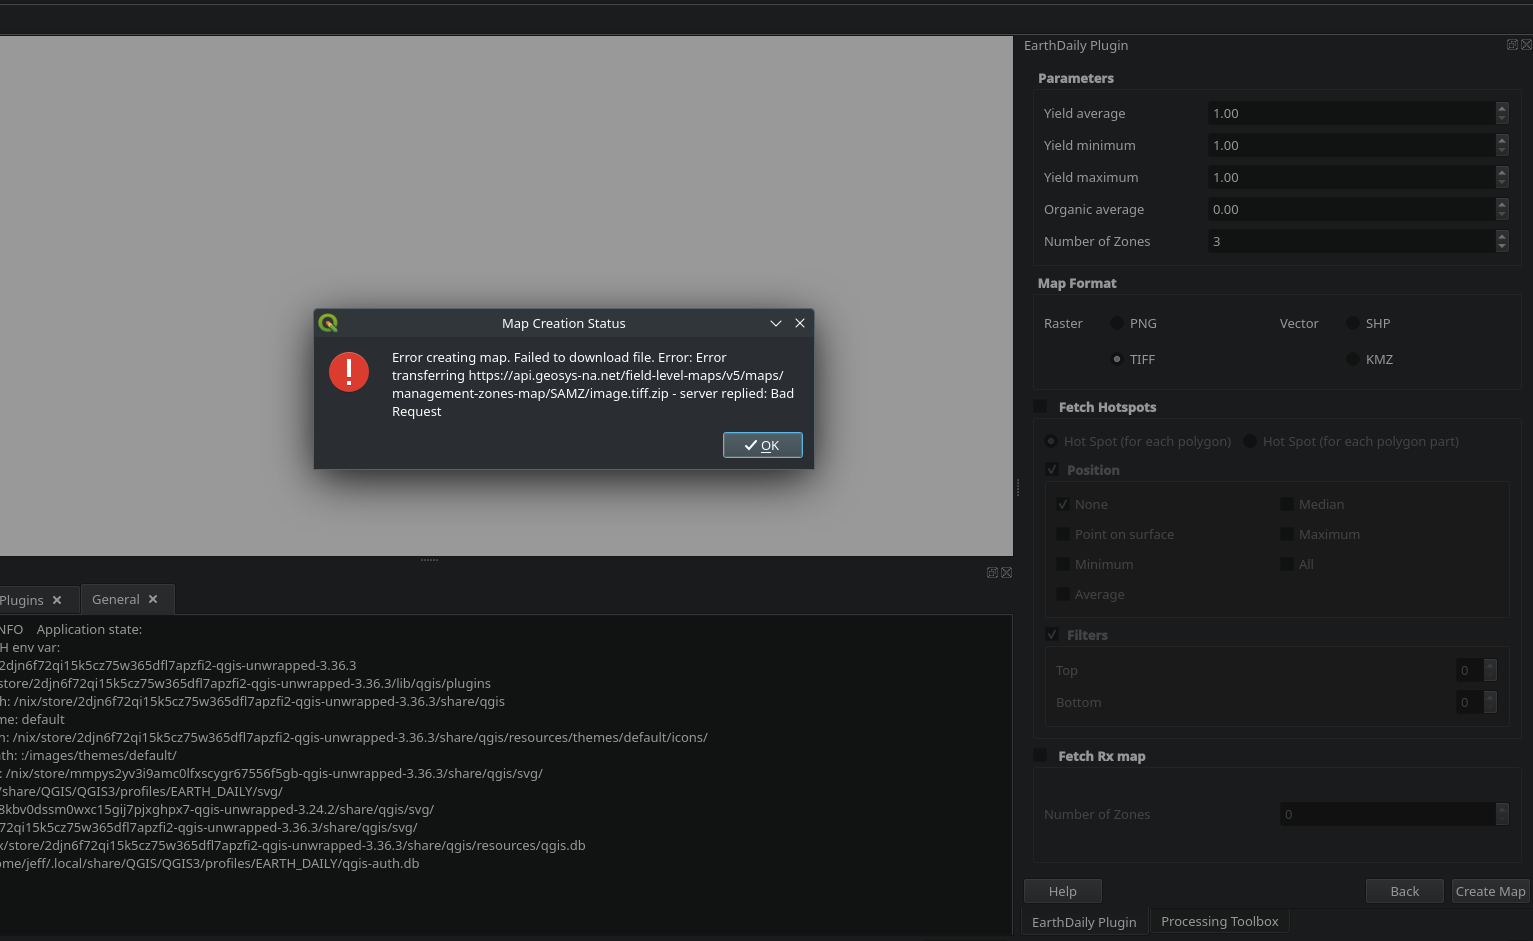 EarthDaily Plugin
Parameters
Yield average 1.00
Yield minimum 1.00
Yield maximum 1.00
Organic average 0.00
Number of Zones 3
Map Format
Raster PNG Vector SHP
TIFF KMZ
Fetch Hotspots
Hot Spot (for each polygon) Hot Spot (for each polygon part)
Position
None Median
Point on surface Maximum
Minimum All
Average
Filters
Top 0
Bottom 0
Fetch Rx map
Number of Zones 0
Help Back Create Map
EarthDaily Plugin Processing Toolbox
Map Creation Status
Error creating map. Failed to download file. Error: Error
transferring https://api.geosys-na.net/field-level-maps/v5/maps/
management-zones-map/SAMZ/image.tiff.zip - server replied: Bad
Request
OK
Plugins General
NFO Application state:
H env var:
2djn6f72qi15k5cz75w365dfl7apzfi2-qgis-unwrapped-3.36.3
store/2djn6f72qi15k5cz75w365dfl7apzfi2-qgis-unwrapped-3.36.3/lib/qgis/plugins
h: /nix/store/2djn6f72qi15k5cz75w365dfl7apzfi2-qgis-unwrapped-3.36.3/share/qgis
me: default
h: /nix/store/2djn6f72qi15k5cz75w365dfl7apzfi2-qgis-unwrapped-3.36.3/share/qgis/resources/themes/default/icons/
ath: :/images/themes/default/
: /nix/store/mmpys2yv3i9amc0lfxscygr67556f5gb-qgis-unwrapped-3.36.3/share/qgis/svg/
/share/QGIS/QGIS3/profiles/EARTH_DAILY/svg/
8kbv0dssm0wxc15gij7pjxghpx7-qgis-unwrapped-3.24.2/share/qgis/svg/
72qi15k5cz75w365dfl7apzfi2-qgis-unwrapped-3.36.3/share/qgis/svg/
x/store/2djn6f72qi15k5cz75w365dfl7apzfi2-qgis-unwrapped-3.36.3/share/qgis/resources/qgis.db
ome/jeff/.local/share/QGIS/QGIS3/profiles/EARTH_DAILY/qgis-auth.db